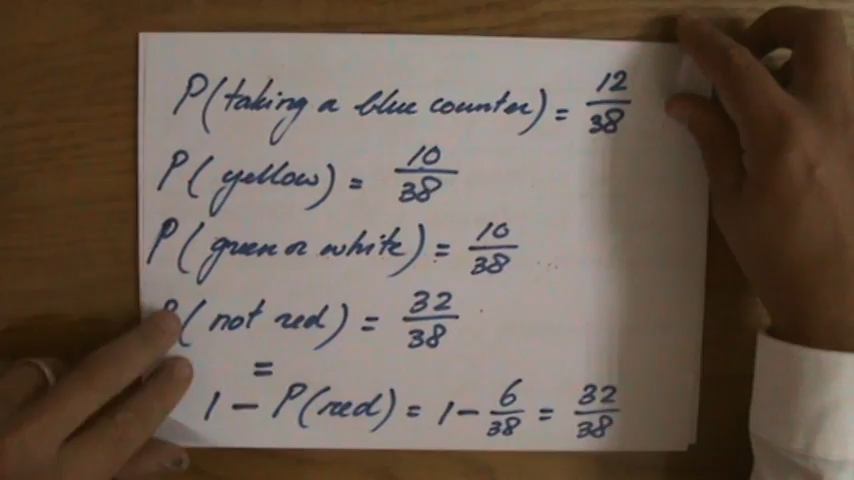 P(taking a blue counter) = 12/38
P(yellow) = 10/38
P(green or white) = 10/38
(not red) = 32/38
=
1 - P(red) = 1 - 6/38 = 32/38